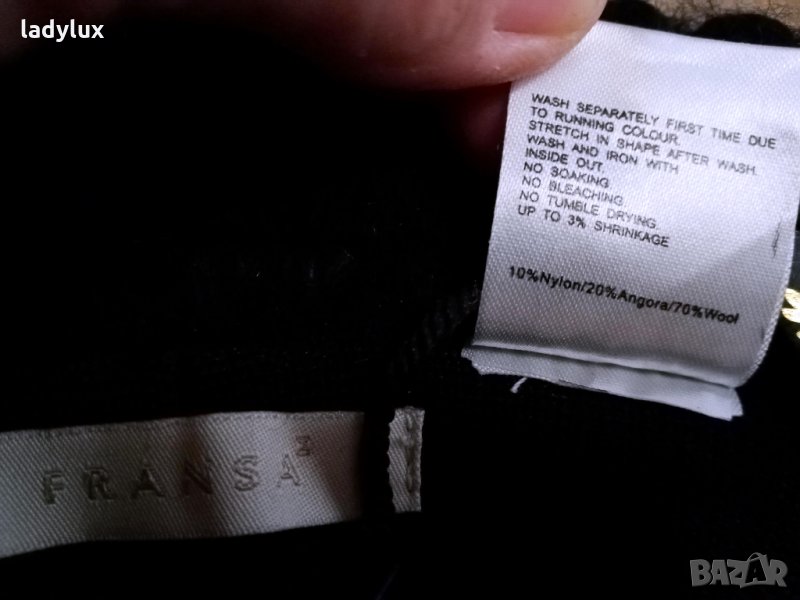 ladylux
WASH SEPARATELY FIRST TIME DUE
TO RUNNING COLOUR.
STRETCH IN SHAPE AFTER WASH.
WASH AND IRON WITH
INSIDE OUT.
NO SOAKING.
NO BLEACHING.
NO TUMBLE DRYING.
UP TO 3% SHRINKAGE
10%Nylon/20%Angora/70%Wool
FRANSA
BAZAR